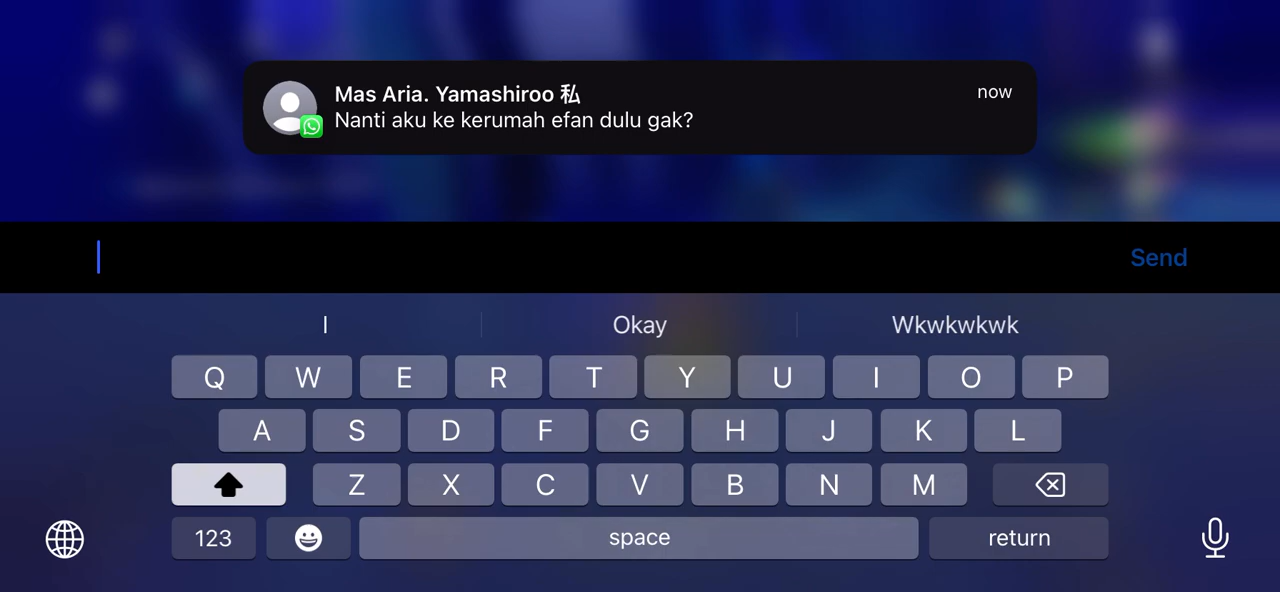 Mas Aria. Yamashiroo 私
now
Nanti aku ke kerumah efan dulu gak?
Send
I
Okay
Wkwkwkwk
Q W E R T Y U I O P
A S D F G H J K L
Z X C V B N M
123
space
return